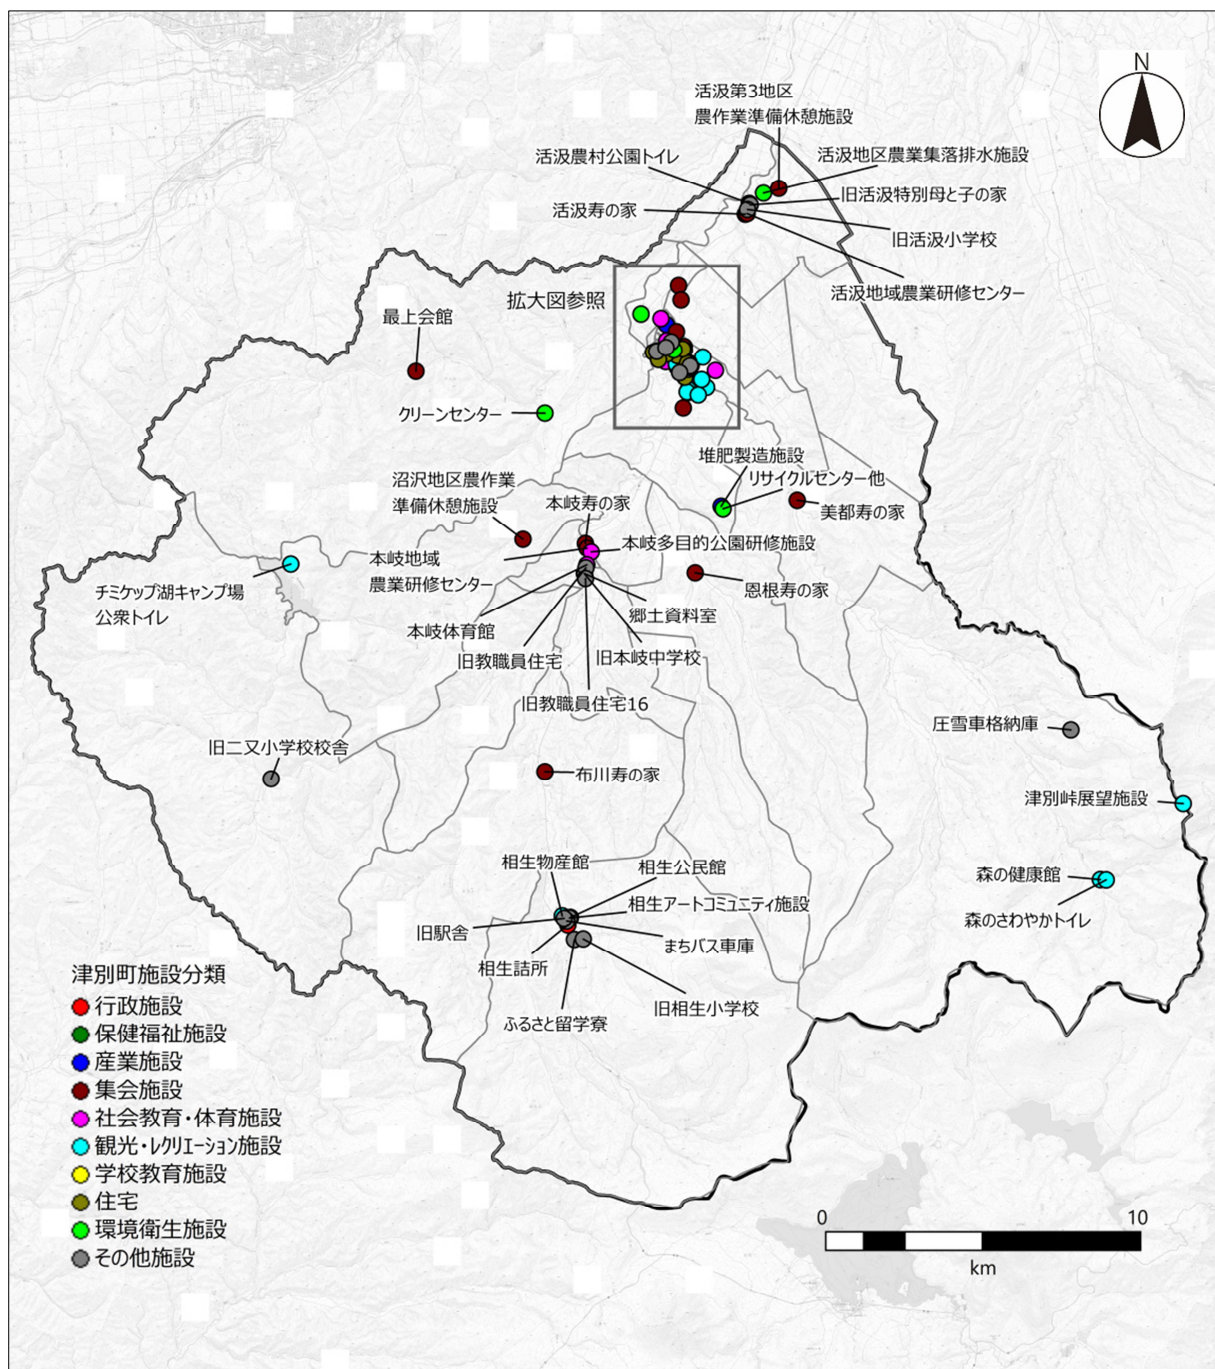 N
活汲第3地区
農作業準備休憩施設
活汲農村公園トイレ
活汲地区農業集落排水施設
旧活汲特別母と子の家
活汲寿の家
旧活汲小学校
活汲地域農業研修センター
拡大図参照
最上会館
クリーンセンター
堆肥製造施設
リサイクルセンター他
沼沢地区農作業
準備休憩施設
本岐寿の家
美都寿の家
本岐多目的公園研修施設
本岐地域
農業研修センター
恩根寿の家
チミケップ湖キャンプ場
公衆トイレ
郷土資料室
本岐体育館
旧教職員住宅
旧本岐中学校
旧教職員住宅16
圧雪車格納庫
旧二又小学校校舎
布川寿の家
津別峠展望施設
相生物産館
相生公民館
森の健康館
相生アートコミュニティ施設
森のさわやかトイレ
旧駅舎
まちバス車庫
相生詰所
旧相生小学校
ふるさと留学寮
津別町施設分類
行政施設
保健福祉施設
産業施設
集会施設
社会教育・体育施設
観光・レクリエーション施設
学校教育施設
住宅
環境衛生施設
その他施設
0 10
km